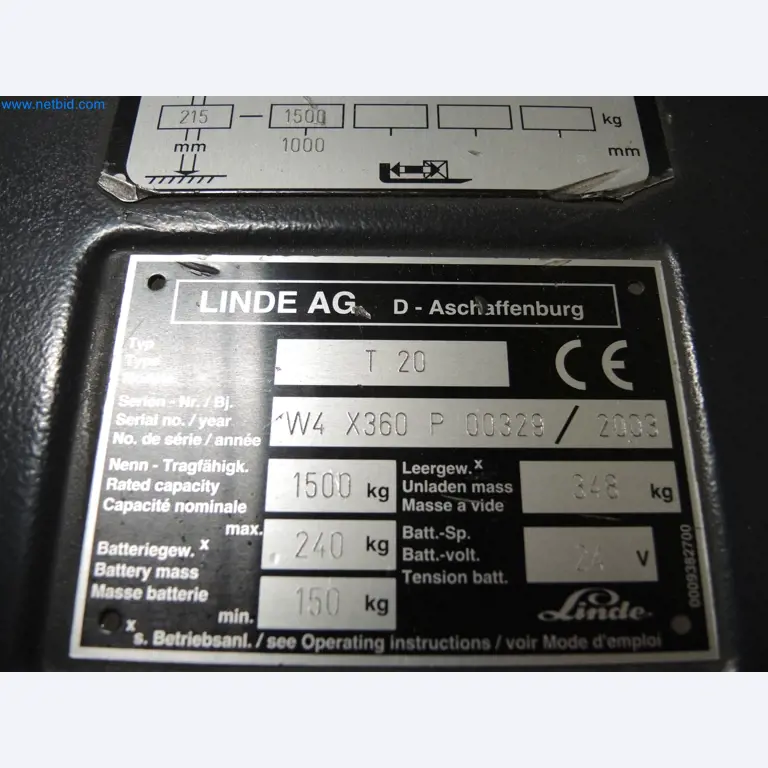 www.netbid.com
215 — 1500 kg
mm 1000 mm
LINDE AG. D - Aschaffenburg
Typ
Type T 20
CE
Serien - Nr. / Bj.
Serial no. / year W4 X360 P 00329 / 2003
No. de série / année
Nenn - Tragfähigk.
Rated capacity 1500 kg
Capacité nominale
Leergew. x
Unladen mass 348 kg
Masse a vide
max. 240 kg
Batteriegew. x
Battery mass
Masse batterie
min. 150 kg
Batt.-Sp.
Batt.-volt. 24 V
Tension batt.
Linde
0009382700
x s. Betriebsanl. / see Operating instructions / voir Mode d'emploi